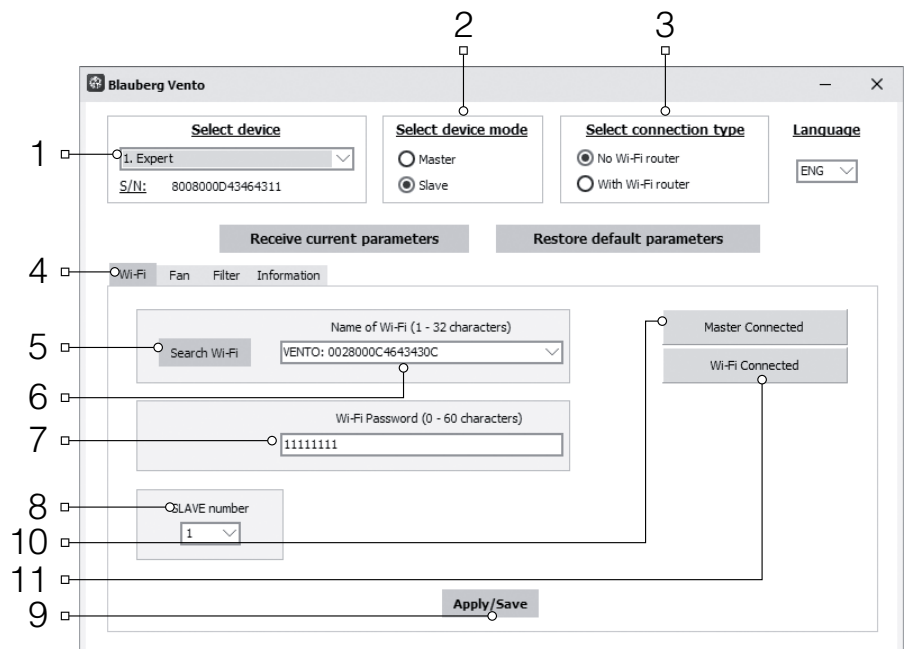 2
3
Blauberg Vento
1
Select device
1. Expert
S/N: 8008000D43464311
Select device mode
Master
Slave
Select connection type
No Wi-Fi router
With Wi-Fi router
Language
ENG
Receive current parameters
Restore default parameters
4
Wi-Fi Fan Filter Information
5
Search Wi-Fi
Name of Wi-Fi (1 - 32 characters)
VENTO: 0028000C4643430C
Master Connected
Wi-Fi Connected
6
Wi-Fi Password (0 - 60 characters)
7
11111111
8
SLAVE number
1
10
11
Apply/Save
9